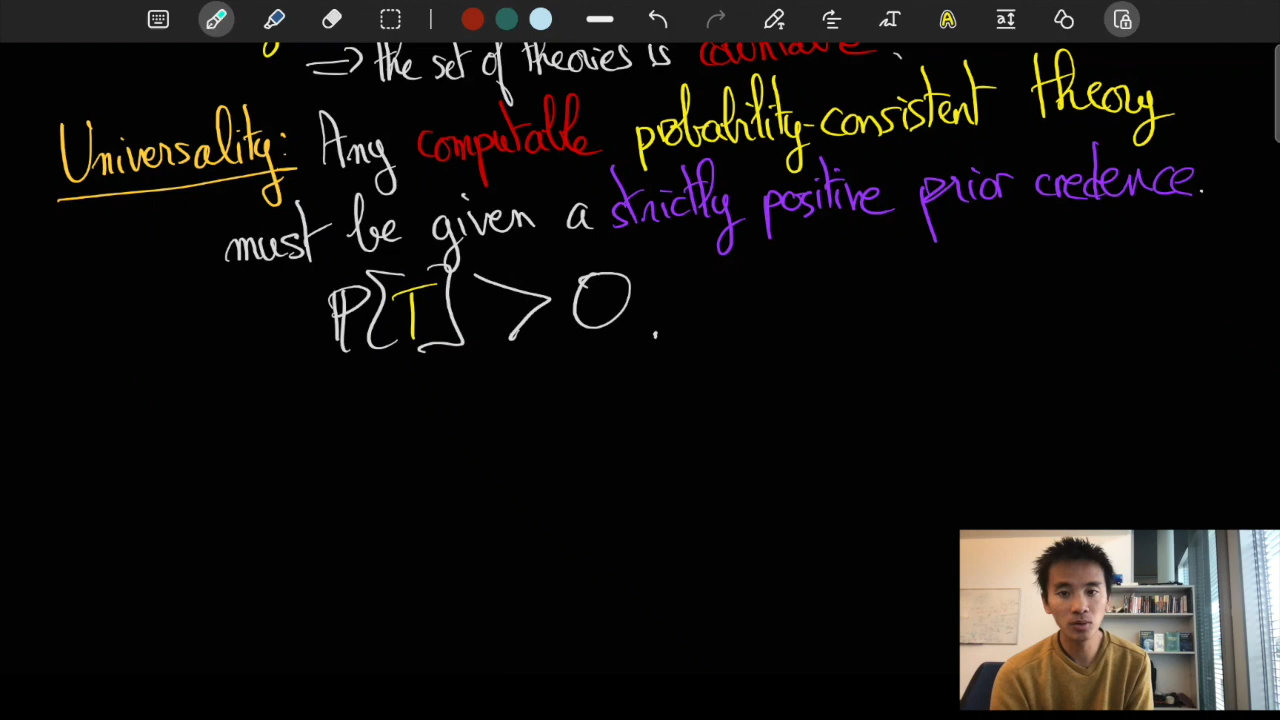 => the set of theories is
Universality: Any computable probability-consistent theory
must be given a strictly positive prior credence.
P[T] > 0.